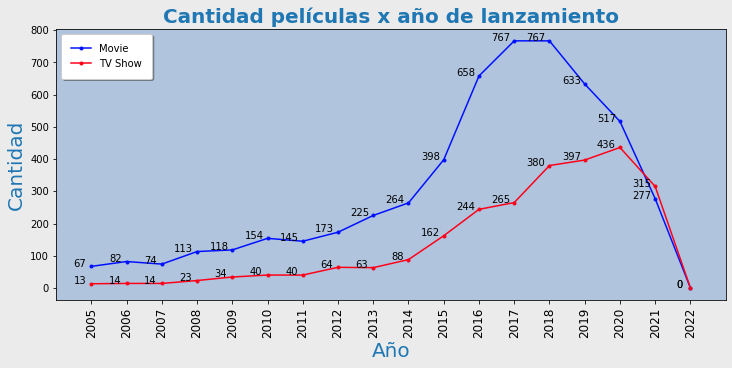 Cantidad películas x año de lanzamiento
Movie
TV Show
Cantidad
800
700
600
500
400
300
200
100
0
67 82 74 113 118 154 145 173 225 264 398 658 767 767 633 517 277 0
13 14 14 23 34 40 40 64 63 88 162 244 265 380 397 436 315 0
2005 2006 2007 2008 2009 2010 2011 2012 2013 2014 2015 2016 2017 2018 2019 2020 2021 2022
Año